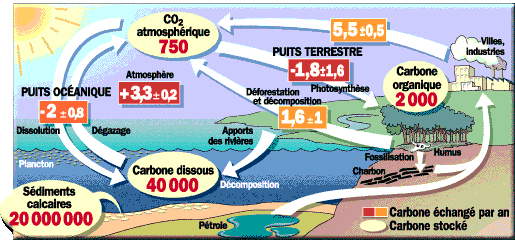 CO2
atmosphérique
750
5,5±0,5
Villes,
industries
PUITS TERRESTRE
-1,8±1,6
Atmosphère
+3,3±0,2
PUITS OCÉANIQUE
-2 ±0,8
Déforestation
et décomposition
1,6 ±1
Photosynthèse
Carbone
organique
2 000
Dissolution
Dégazage
Apports
des rivières
Plancton
Carbone dissous
40 000
Décomposition
Fossilisation
Humus
Charbon
Sédiments
calcaires
20 000 000
Pétrole
Carbone échangé par an
Carbone stocké